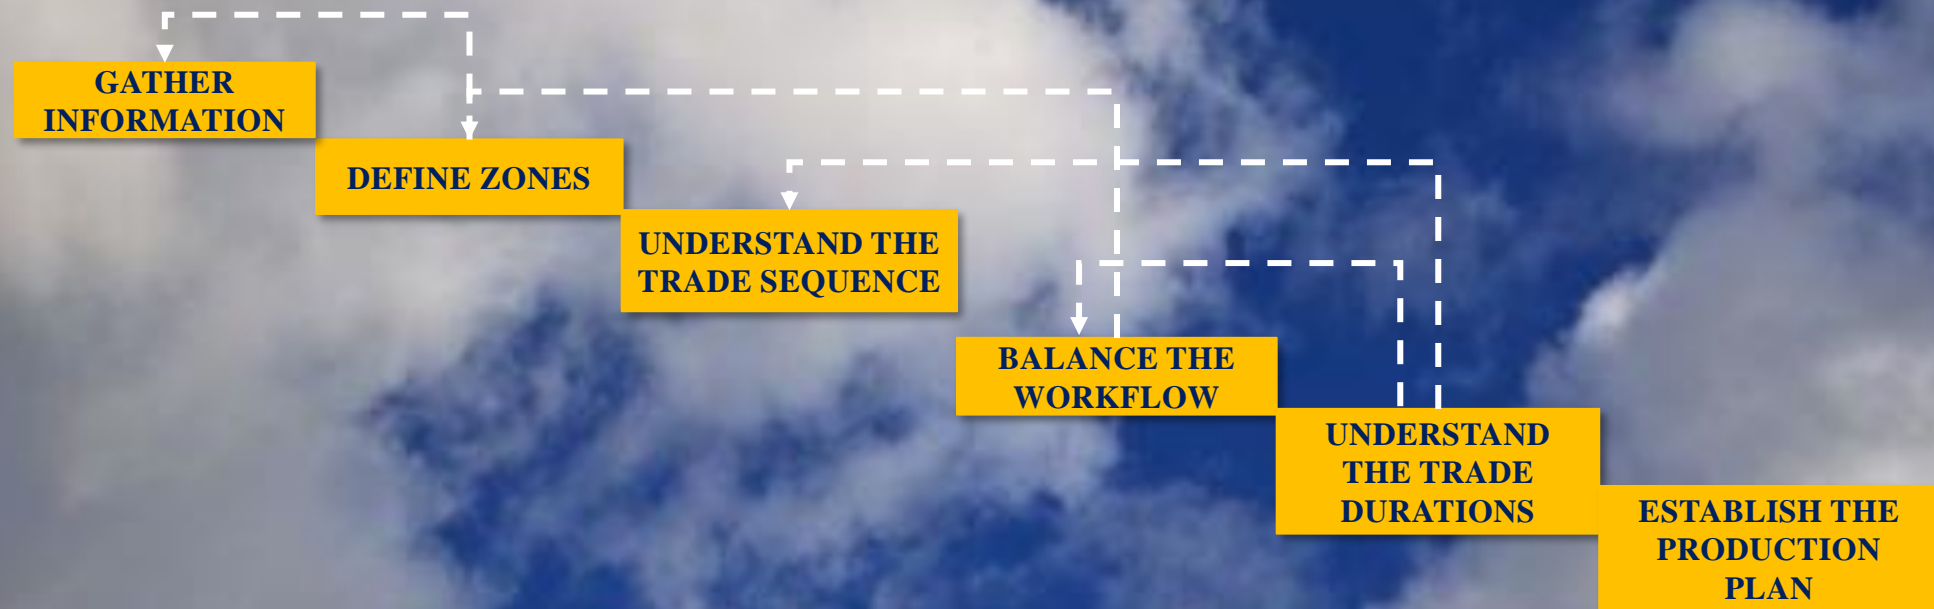 GATHER
INFORMATION
DEFINE ZONES
UNDERSTAND THE
TRADE SEQUENCE
BALANCE THE
WORKFLOW
UNDERSTAND
THE TRADE
DURATIONS
ESTABLISH THE
PRODUCTION
PLAN